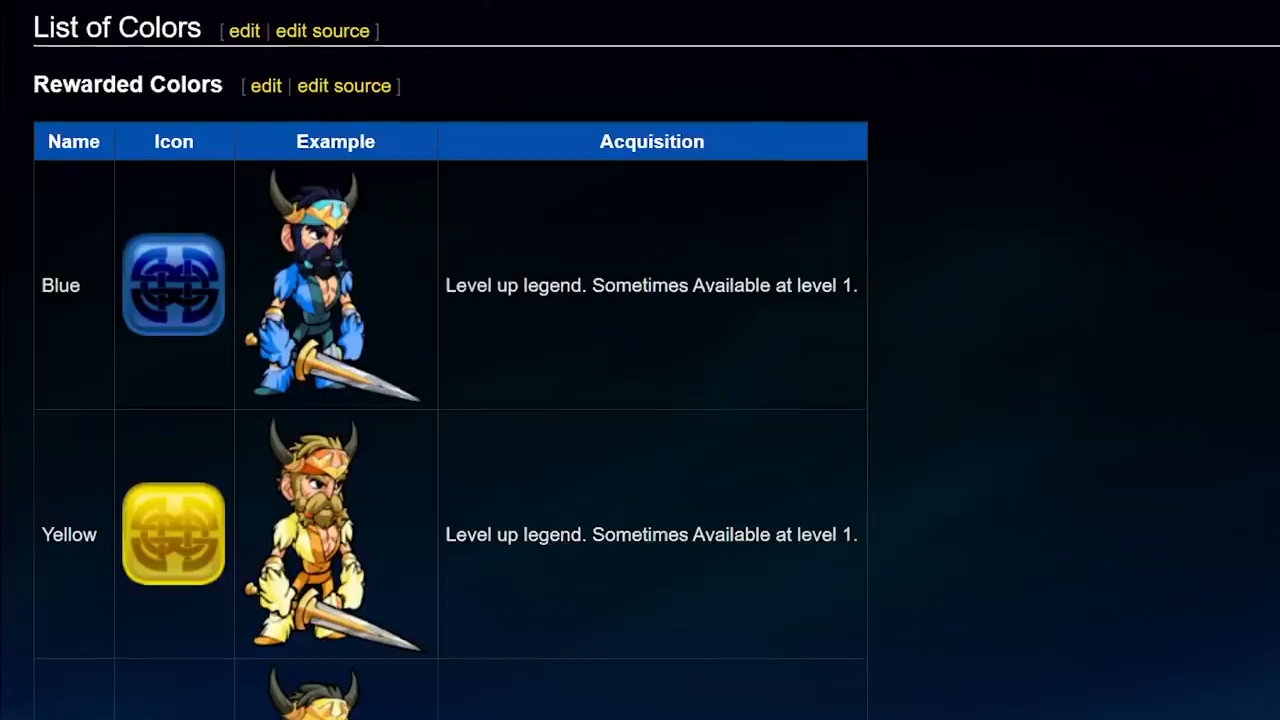 List of Colors [ edit | edit source ]
Rewarded Colors [ edit | edit source ]
Name Icon Example Acquisition
Blue Level up legend. Sometimes Available at level 1.
Yellow Level up legend. Sometimes Available at level 1.